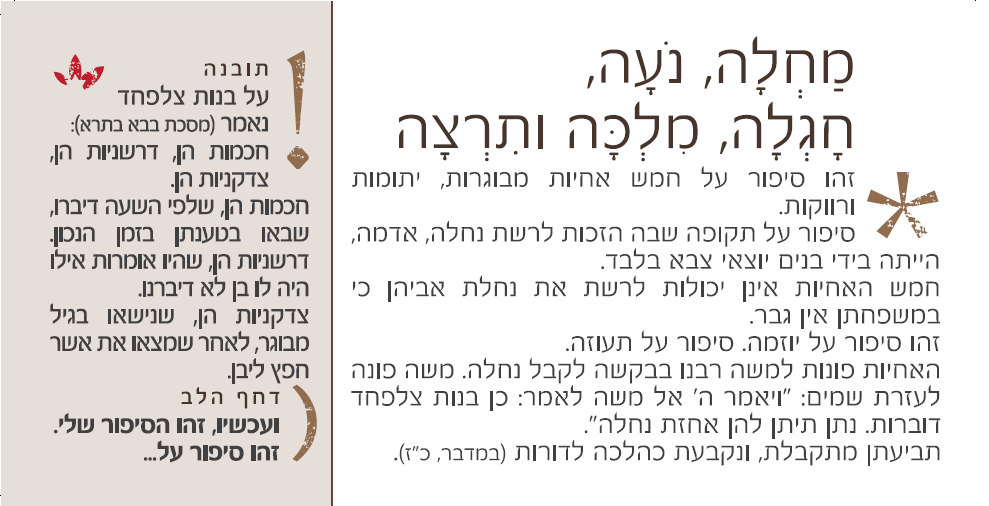 מַחְלָה, נֹעָה,
חָגְלָה, מִלְכָּה ותִרְצָה
זהו סיפור על חמש אחיות מבוגרות, יתומות
ורווקות.
סיפור על תקופה שבה הזכות לרשת נחלה, אדמה,
הייתה בידי בנים יוצאי צבא בלבד.
חמש האחיות אינן יכולות לרשת את נחלת אביהן כי
במשפחתן אין גבר.
זהו סיפור על יוזמה. סיפור על תעוזה.
האחיות פונות למשה רבנו בבקשה לקבל נחלה. משה פונה
לעזרת שמים: "ויאמר ה' אל משה לאמר: כן בנות צלפחד
דוברות. נתן תיתן להן אחזת נחלה".
תביעתן מתקבלת, ונקבעת כהלכה לדורות (במדבר, כ"ז).
תובנה
על בנות צלפחד
נאמר (מסכת בבא בתרא):
חכמות הן, דרשניות הן,
צדקניות הן.
חכמות הן, שלפי השעה דיברו,
שבאו בטענתן בזמן הנכון.
דרשניות הן, שהיו אומרות אילו
היה לו בן לא דיברנו.
צדקניות הן, שנישאו בגיל
מבוגר, לאחר שמצאו את אשר
חפץ ליבן.
דחף הלב
ועכשיו, זהו הסיפור שלי.
זהו סיפור על...